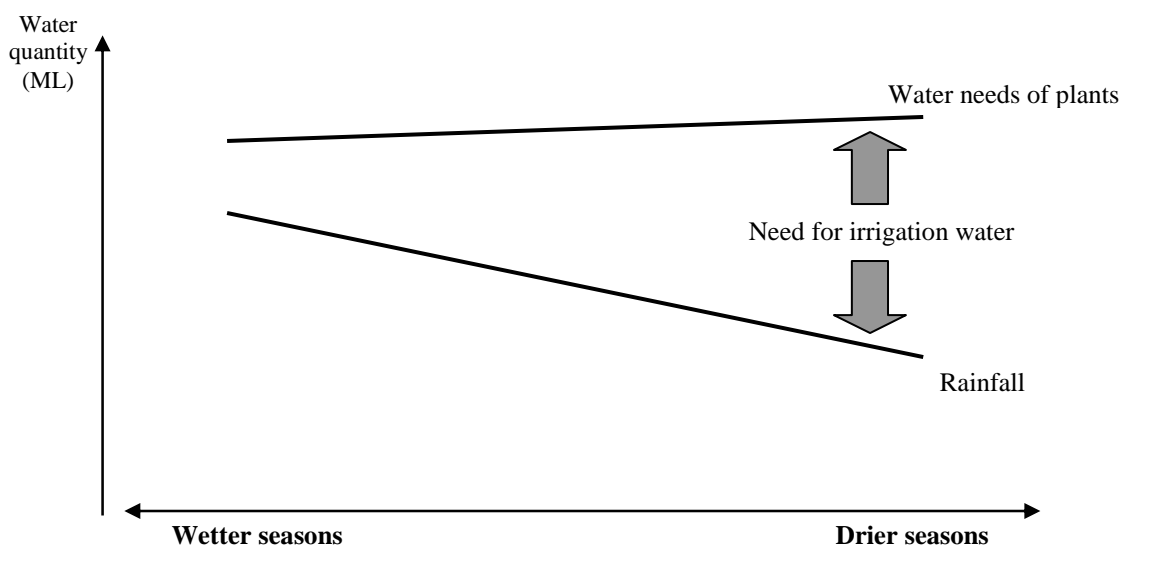 Water
quantity
(ML)
Water needs of plants
Need for irrigation water
Rainfall
Wetter seasons
Drier seasons